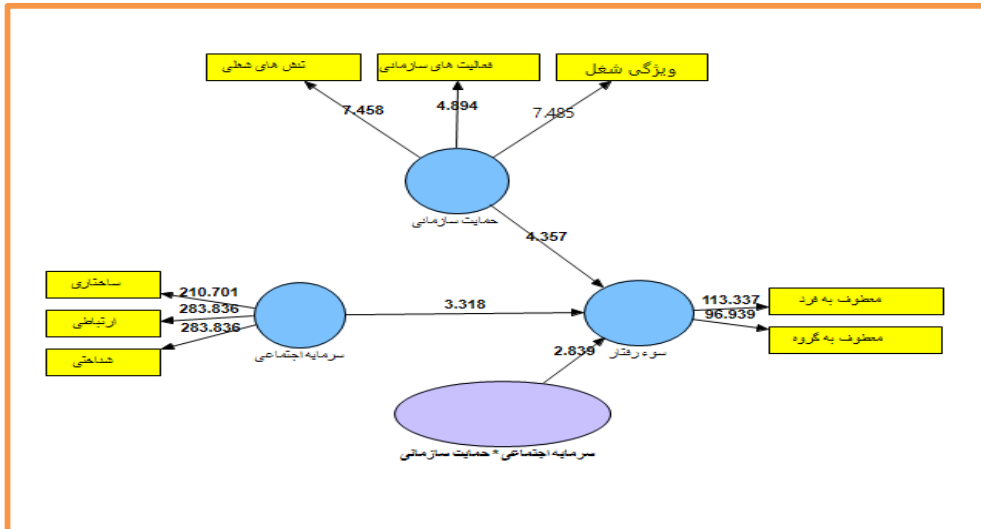 تنش های شغلی
فعالیت های سازمانی
ویژگی شغل
7.458
4.894
7.485
حمایت سازمانی
4.357
ساختاری
ارتباطی
شناختی
210.701
283.836
283.836
سرمایه اجتماعی
3.318
سوء رفتار
113.337
96.939
معطوف به فرد
معطوف به گروه
2.839
سرمایه اجتماعی * حمایت سازمانی